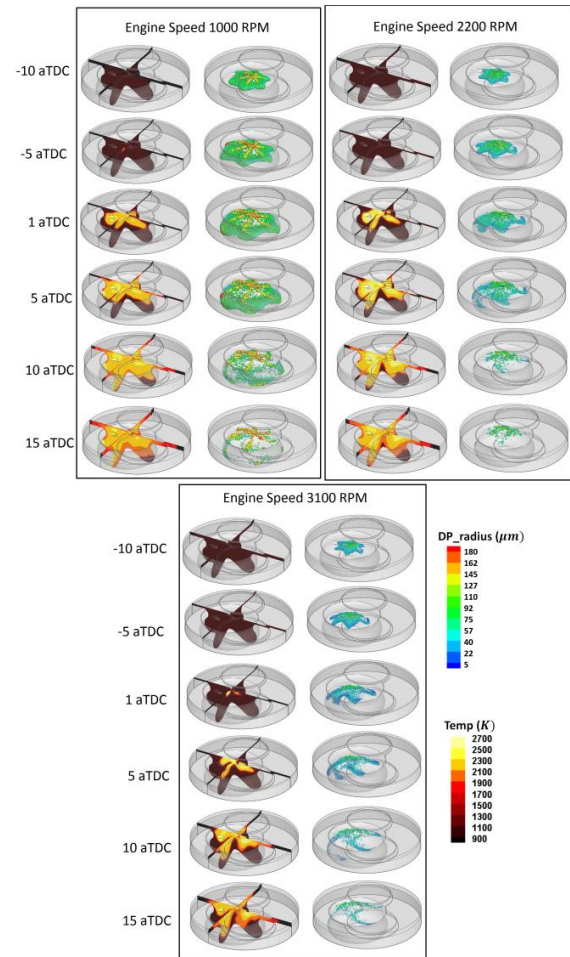 Engine Speed 1000 RPM
Engine Speed 2200 RPM
-10 aTDC
-5 aTDC
1 aTDC
5 aTDC
10 aTDC
15 aTDC
Engine Speed 3100 RPM
-10 aTDC
-5 aTDC
1 aTDC
5 aTDC
10 aTDC
15 aTDC
DP_radius (μm)
180
162
145
127
110
92
75
57
40
22
5
Temp (K)
2700
2500
2300
2100
1900
1700
1500
1300
1100
900